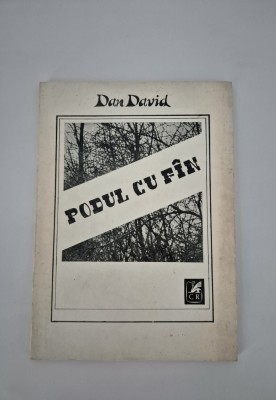 Dan David
PODUL CU FÎN
CR